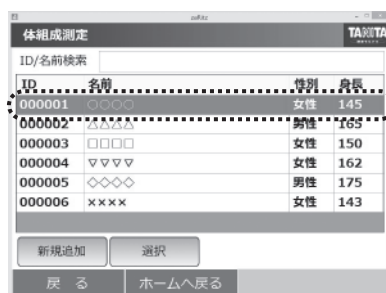 体組成測定 TANITA
ID/名前検索
ID 名前 性別 身長
000001 ○○○○ 女性 145
000002 △△△△ 男性 165
000003 □□□□ 女性 150
000004 ▽▽▽▽ 女性 162
000005 ◇◇◇◇ 男性 175
000006 ×××× 女性 143
新規追加 選択
戻る ホームへ戻る